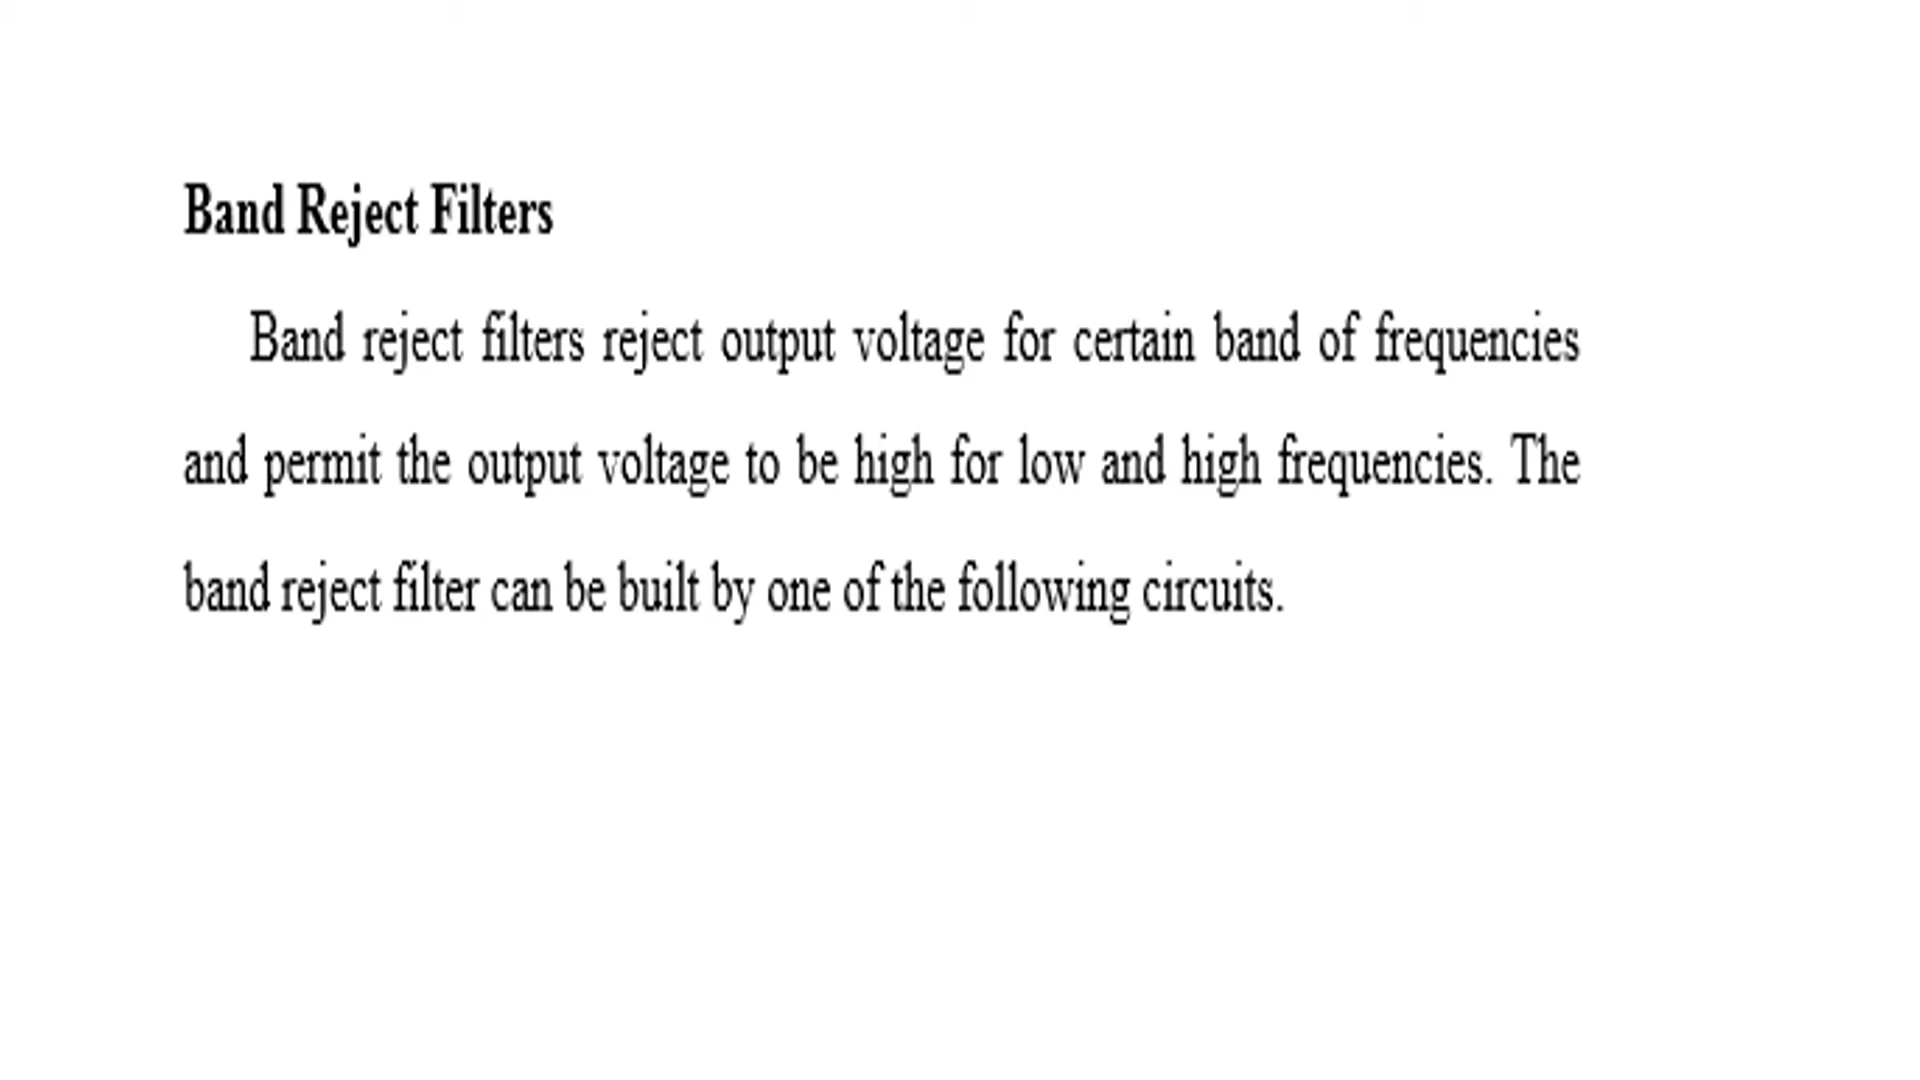 Band Reject Filters
Band reject filters reject output voltage for certain band of frequencies
and permit the output voltage to be high for low and high frequencies. The
band reject filter can be built by one of the following circuits.